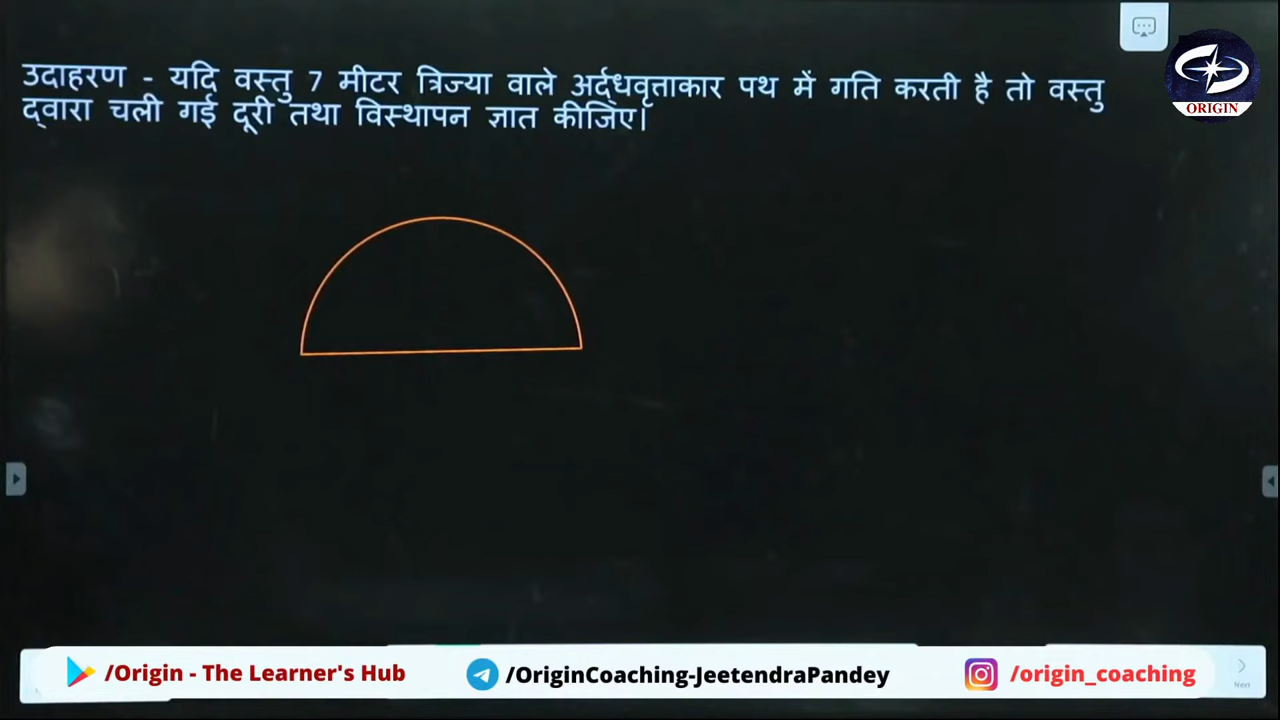 उदाहरण - यदि वस्तु 7 मीटर त्रिज्या वाले अर्द्धवृत्ताकार पथ में गति करती है तो वस्तु
द्वारा चली गई दूरी तथा विस्थापन ज्ञात कीजिए।
ORIGIN
/Origin - The Learner's Hub
/OriginCoaching-JeetendraPandey
/origin_coaching
Next